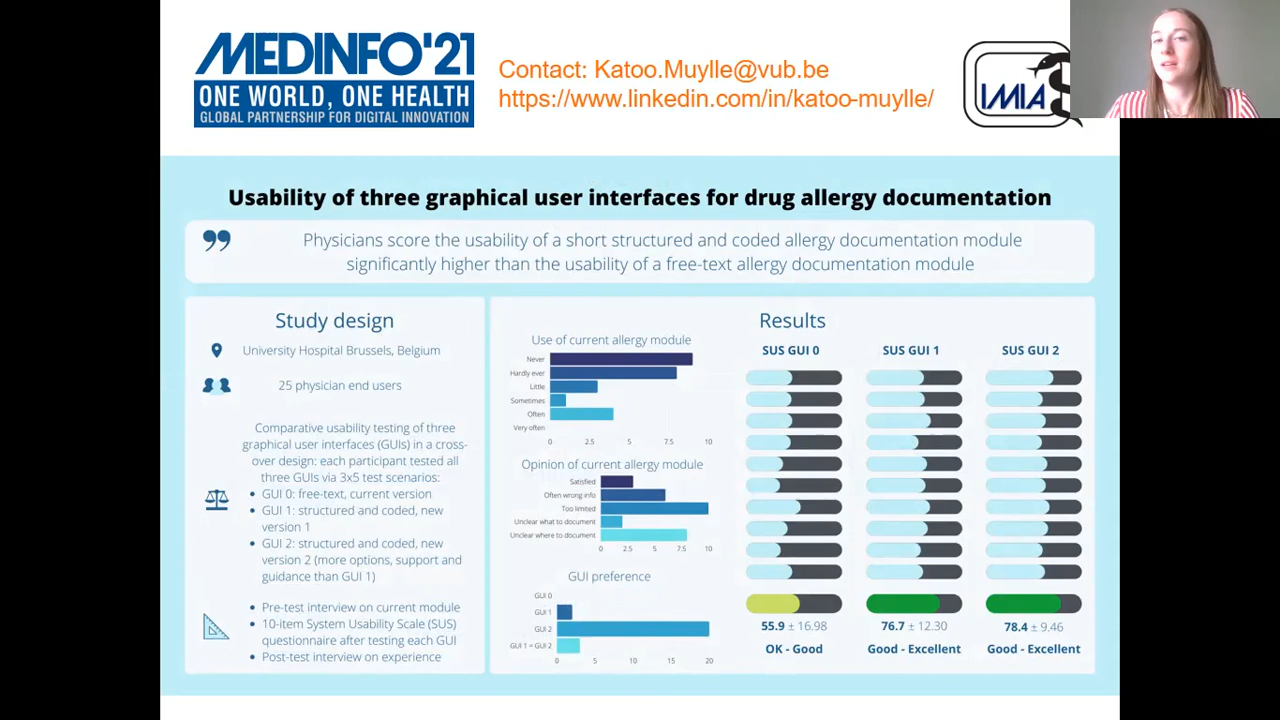 MEDINFO'21
ONE WORLD, ONE HEALTH
GLOBAL PARTNERSHIP FOR DIGITAL INNOVATION
Contact: Katoo.Muylle@vub.be
https://www.linkedin.com/in/katoo-muylle/
IMIA
Usability of three graphical user interfaces for drug allergy documentation
Physicians score the usability of a short structured and coded allergy documentation module
significantly higher than the usability of a free-text allergy documentation module
Study design
University Hospital Brussels, Belgium
25 physician end users
Comparative usability testing of three
graphical user interfaces (GUIs) in a cross-
over design: each participant tested all
three GUIs via 3x5 test scenarios:
• GUI 0: free-text, current version
• GUI 1: structured and coded, new
version 1
• GUI 2: structured and coded, new
version 2 (more options, support and
guidance than GUI 1)
• Pre-test interview on current module
• 10-item System Usability Scale (SUS)
questionnaire after testing each GUI
• Post-test interview on experience
Results
Use of current allergy module
Never
Hardly ever
Little
Sometimes
Often
Very often
0 2.5 5 7.5 10
Opinion of current allergy module
Satisfied
Often wrong info
Too limited
Unclear what to document
Unclear where to document
0 2.5 5 7.5 10
GUI preference
GUI 0
GUI 1
GUI 2
GUI 1 = GUI 2
0 5 10 15 20
SUS GUI 0 SUS GUI 1 SUS GUI 2
55.9 ± 16.98 76.7 ± 12.30 78.4 ± 9.46
OK - Good Good - Excellent Good - Excellent